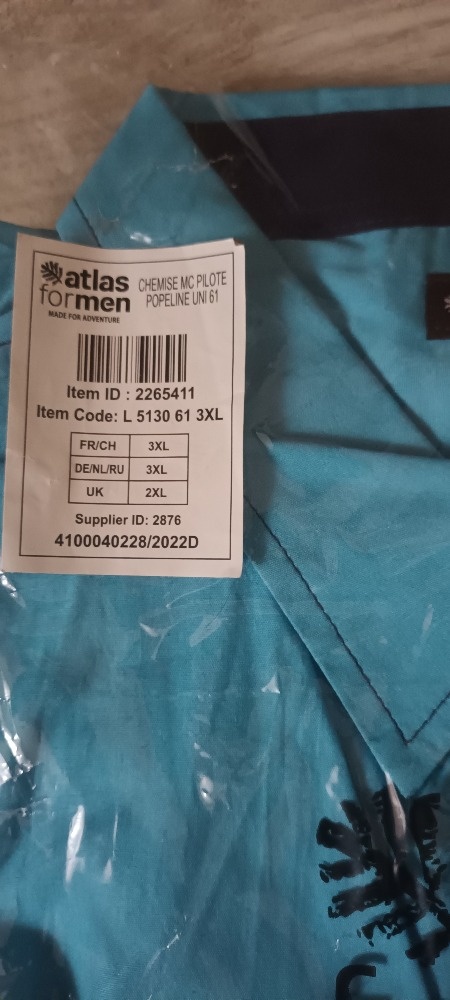 atlas
formen
MADE FOR ADVENTURE
CHEMISE MC PILOTE
POPELINE UNI 61
Item ID : 2265411
Item Code: L 5130 61 3XL
FR/CH 3XL
DE/NL/RU 3XL
UK 2XL
Supplier ID: 2876
4100040228/2022D